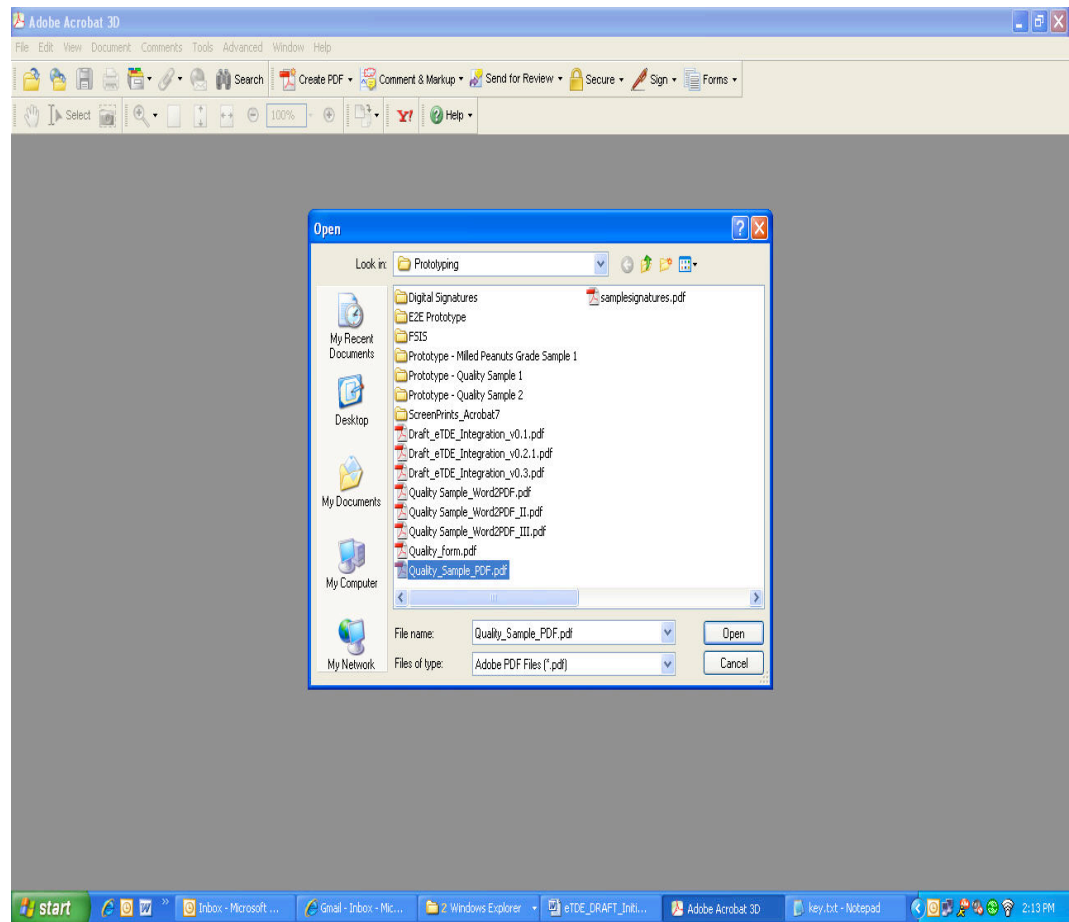 Adobe Acrobat 3D
File Edit View Document Comments Tools Advanced Window Help
Search Create PDF Comment & Markup Send for Review Secure Sign Forms
Select 100% Y! Help
Open
Look in: Prototyping
My Recent Documents
Desktop
My Documents
My Computer
My Network
Digital Signatures
E2E Prototype
FSIS
Prototype - Milled Peanuts Grade Sample 1
Prototype - Quality Sample 1
Prototype - Quality Sample 2
ScreenPrints_Acrobat7
Draft_eTDE_Integration_v0.1.pdf
Draft_eTDE_Integration_v0.2.1.pdf
Draft_eTDE_Integration_v0.3.pdf
Quality Sample_Word2PDF.pdf
Quality Sample_Word2PDF_II.pdf
Quality Sample_Word2PDF_III.pdf
Quality_form.pdf
Quality_Sample_PDF.pdf
samplesignatures.pdf
File name: Quality_Sample_PDF.pdf Open
Files of type: Adobe PDF Files (*.pdf) Cancel
start Inbox - Microsoft ... Gmail - Inbox - Mic... 2 Windows Explorer eTDE_DRAFT_Initi... Adobe Acrobat 3D key.txt - Notepad 2:13 PM